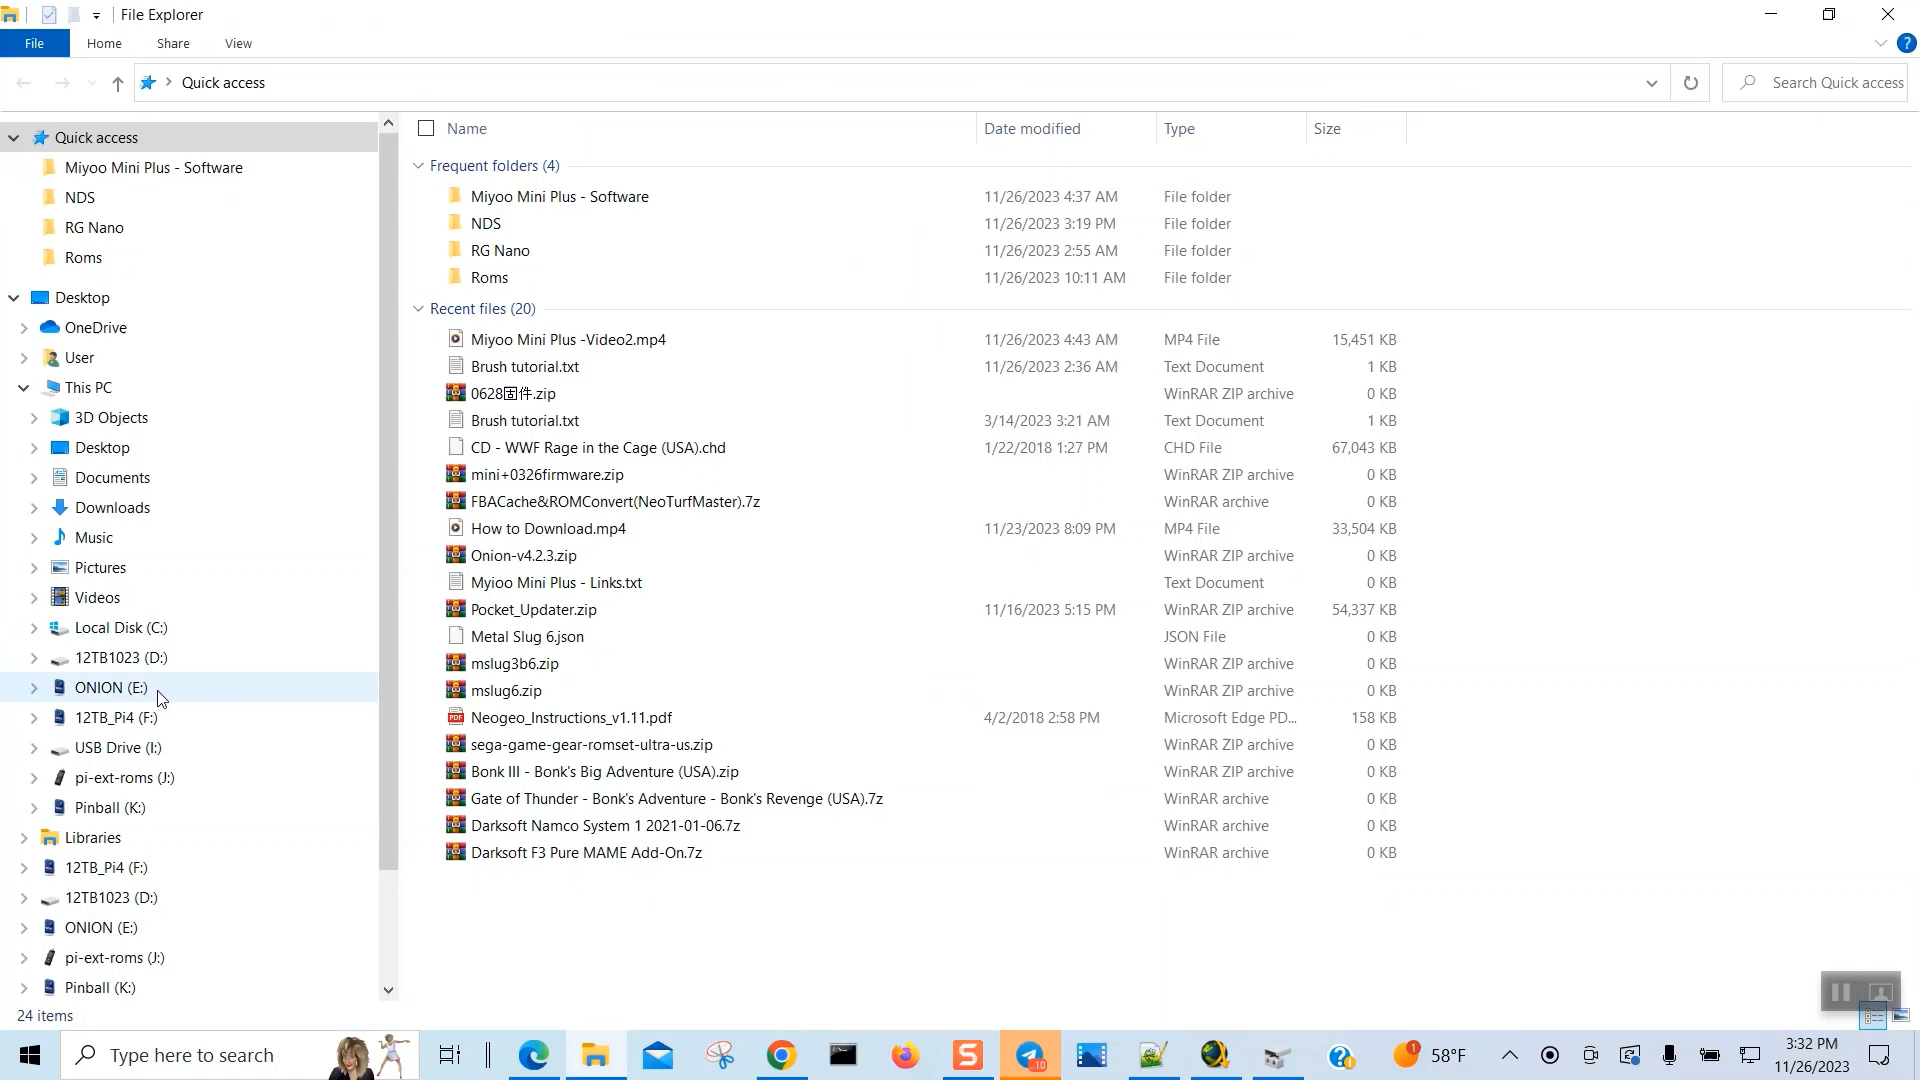 File Explorer
File Home Share View
Quick access Search Quick access
Quick access
Miyoo Mini Plus - Software
NDS
RG Nano
Roms
Desktop
OneDrive
User
This PC
3D Objects
Desktop
Documents
Downloads
Music
Pictures
Videos
Local Disk (C:)
12TB1023 (D:)
ONION (E:)
12TB_Pi4 (F:)
USB Drive (I:)
pi-ext-roms (J:)
Pinball (K:)
Libraries
12TB_Pi4 (F:)
12TB1023 (D:)
ONION (E:)
pi-ext-roms (J:)
Pinball (K:)
24 items
Name Date modified Type Size
Frequent folders (4)
Miyoo Mini Plus - Software 11/26/2023 4:37 AM File folder
NDS 11/26/2023 3:19 PM File folder
RG Nano 11/26/2023 2:55 AM File folder
Roms 11/26/2023 10:11 AM File folder
Recent files (20)
Miyoo Mini Plus -Video2.mp4 11/26/2023 4:43 AM MP4 File 15,451 KB
Brush tutorial.txt 11/26/2023 2:36 AM Text Document 1 KB
0628固件.zip WinRAR ZIP archive 0 KB
Brush tutorial.txt 3/14/2023 3:21 AM Text Document 1 KB
CD - WWF Rage in the Cage (USA).chd 1/22/2018 1:27 PM CHD File 67,043 KB
mini+0326firmware.zip WinRAR ZIP archive 0 KB
FBACache&ROMConvert(NeoTurfMaster).7z WinRAR archive 0 KB
How to Download.mp4 11/23/2023 8:09 PM MP4 File 33,504 KB
Onion-v4.2.3.zip WinRAR ZIP archive 0 KB
Myioo Mini Plus - Links.txt Text Document 0 KB
Pocket_Updater.zip 11/16/2023 5:15 PM WinRAR ZIP archive 54,337 KB
Metal Slug 6.json JSON File 0 KB
mslug3b6.zip WinRAR ZIP archive 0 KB
mslug6.zip WinRAR ZIP archive 0 KB
Neogeo_Instructions_v1.11.pdf 4/2/2018 2:58 PM Microsoft Edge PD... 158 KB
sega-game-gear-romset-ultra-us.zip WinRAR ZIP archive 0 KB
Bonk III - Bonk's Big Adventure (USA).zip WinRAR ZIP archive 0 KB
Gate of Thunder - Bonk's Adventure - Bonk's Revenge (USA).7z WinRAR archive 0 KB
Darksoft Namco System 1 2021-01-06.7z WinRAR archive 0 KB
Darksoft F3 Pure MAME Add-On.7z WinRAR archive 0 KB
Type here to search
10
1
58°F
3:32 PM
11/26/2023